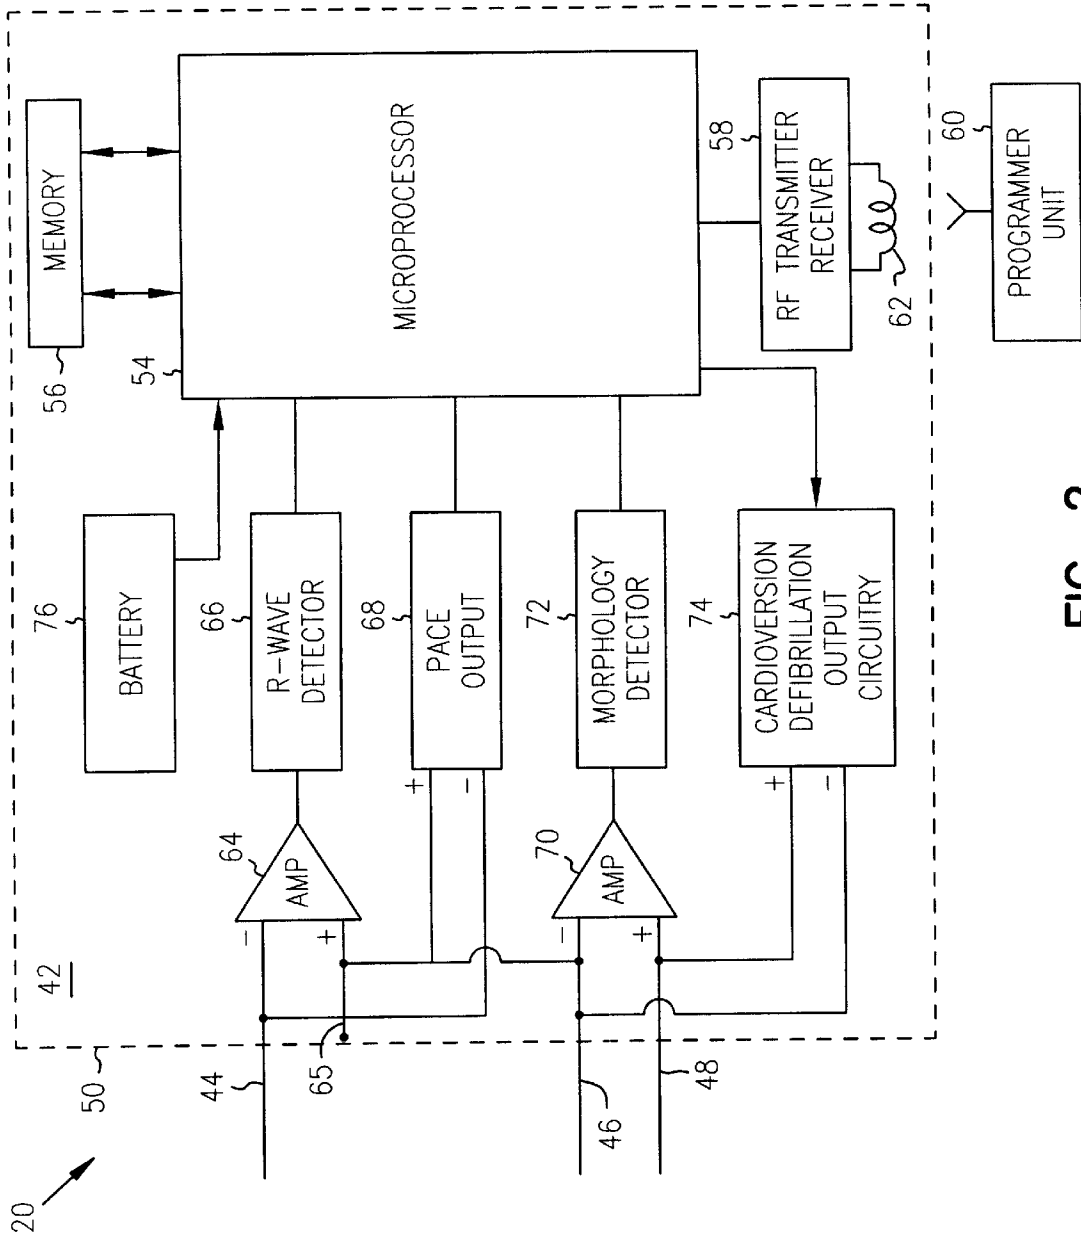 20
50
42
56
MEMORY
54
MICROPROCESSOR
76
BATTERY
44
64
AMP
-
+
65
66
R-WAVE
DETECTOR
68
PACE
OUTPUT
+
-
46
48
70
AMP
-
+
72
MORPHOLOGY
DETECTOR
74
CARDIOVERSION
DEFIBRILLATION
OUTPUT
CIRCUITRY
+
-
58
RF TRANSMITTER
RECEIVER
62
60
PROGRAMMER
UNIT
FIG